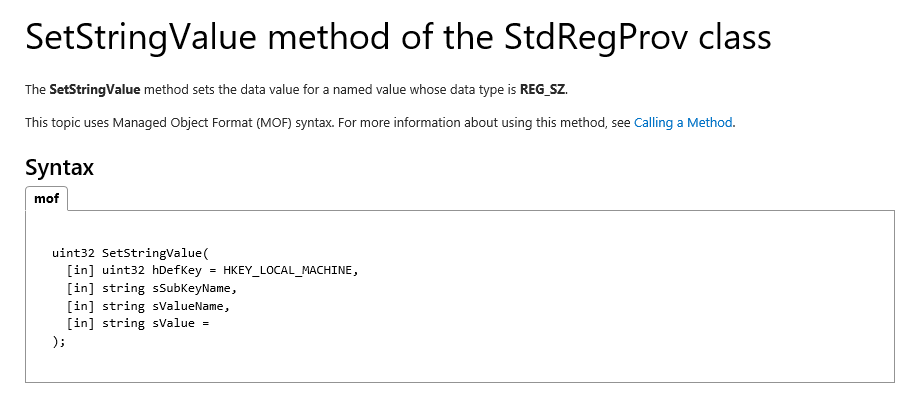 SetStringValue method of the StdRegProv class
The SetStringValue method sets the data value for a named value whose data type is REG_SZ.
This topic uses Managed Object Format (MOF) syntax. For more information about using this method, see Calling a Method.
Syntax
mof
uint32 SetStringValue(
  [in] uint32 hDefKey = HKEY_LOCAL_MACHINE,
  [in] string sSubKeyName,
  [in] string sValueName,
  [in] string sValue =
);